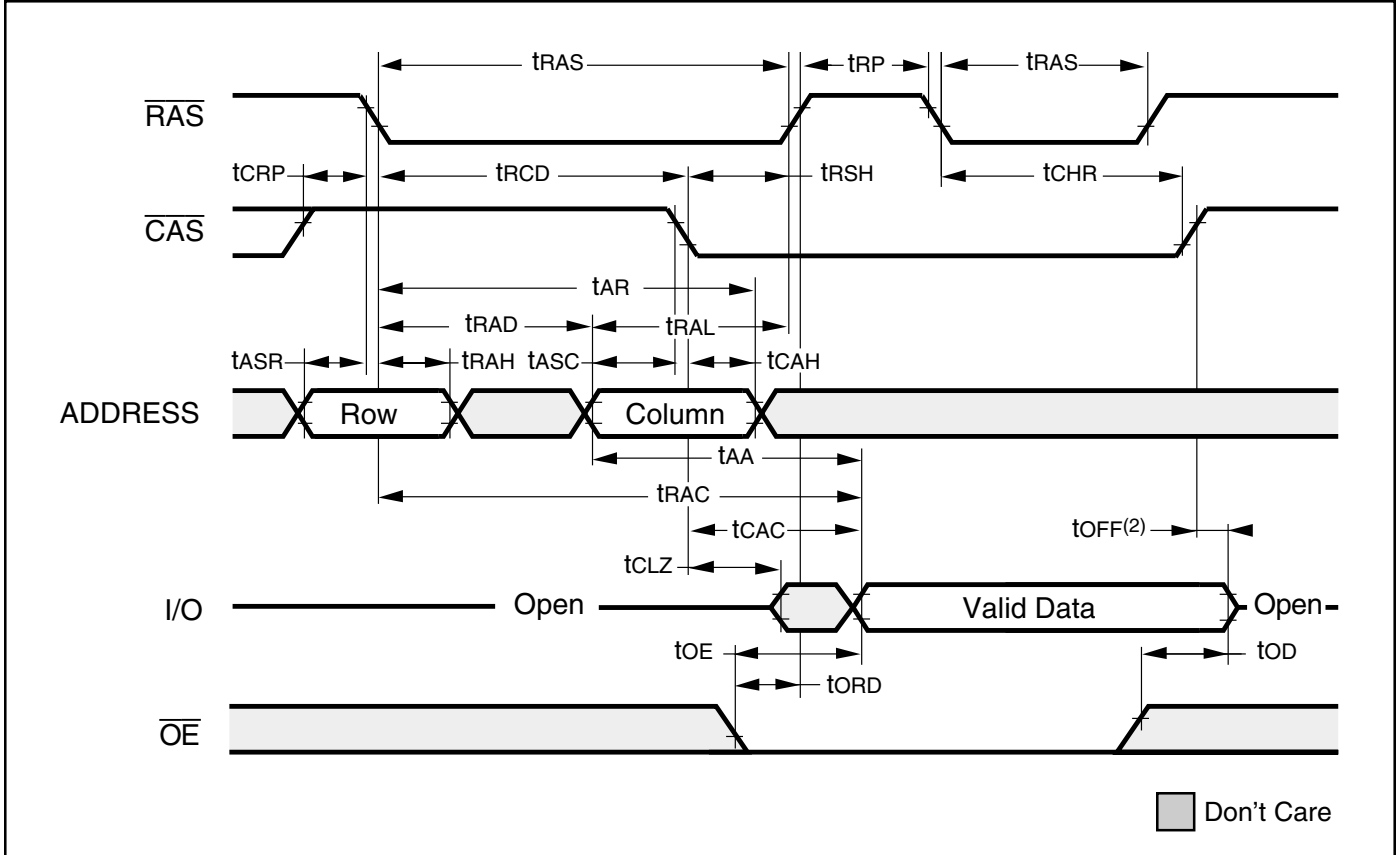 tRAS tRP tRAS
RAS
tCRP tRCD tRSH tCHR
CAS
tAR
tRAD tRAL
tASR tRAH tASC tCAH
ADDRESS Row Column
tAA
tRAC
tCAC tOFF(2)
tCLZ
I/O Open Valid Data Open
tOE tOD
tORD
OE
Don't Care